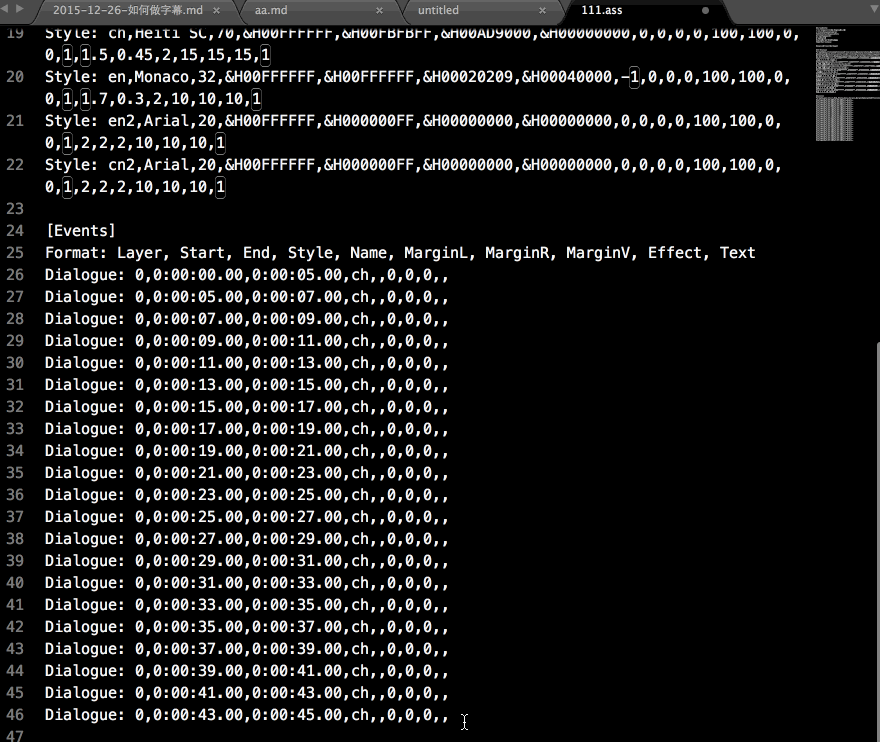 2015-12-26-如何做字幕.md
aa.md
untitled
111.ass
19 Style: cn,Heiti SC,70,&H00FFFFFF,&H00FBFBFF,&H00AD9000,&H00000000,0,0,0,0,100,100,0,
0,1,1.5,0.45,2,15,15,15,1
20 Style: en,Monaco,32,&H00FFFFFF,&H00FFFFFF,&H00020209,&H00040000,-1,0,0,0,100,100,0,
0,1,1.7,0.3,2,10,10,10,1
21 Style: en2,Arial,20,&H00FFFFFF,&H000000FF,&H00000000,&H00000000,0,0,0,0,100,100,0,
0,1,2,2,2,10,10,10,1
22 Style: cn2,Arial,20,&H00FFFFFF,&H000000FF,&H00000000,&H00000000,0,0,0,0,100,100,0,
0,1,2,2,2,10,10,10,1
23
24 [Events]
25 Format: Layer, Start, End, Style, Name, MarginL, MarginR, MarginV, Effect, Text
26 Dialogue: 0,0:00:00.00,0:00:05.00,ch,,0,0,0,,
27 Dialogue: 0,0:00:05.00,0:00:07.00,ch,,0,0,0,,
28 Dialogue: 0,0:00:07.00,0:00:09.00,ch,,0,0,0,,
29 Dialogue: 0,0:00:09.00,0:00:11.00,ch,,0,0,0,,
30 Dialogue: 0,0:00:11.00,0:00:13.00,ch,,0,0,0,,
31 Dialogue: 0,0:00:13.00,0:00:15.00,ch,,0,0,0,,
32 Dialogue: 0,0:00:15.00,0:00:17.00,ch,,0,0,0,,
33 Dialogue: 0,0:00:17.00,0:00:19.00,ch,,0,0,0,,
34 Dialogue: 0,0:00:19.00,0:00:21.00,ch,,0,0,0,,
35 Dialogue: 0,0:00:21.00,0:00:23.00,ch,,0,0,0,,
36 Dialogue: 0,0:00:23.00,0:00:25.00,ch,,0,0,0,,
37 Dialogue: 0,0:00:25.00,0:00:27.00,ch,,0,0,0,,
38 Dialogue: 0,0:00:27.00,0:00:29.00,ch,,0,0,0,,
39 Dialogue: 0,0:00:29.00,0:00:31.00,ch,,0,0,0,,
40 Dialogue: 0,0:00:31.00,0:00:33.00,ch,,0,0,0,,
41 Dialogue: 0,0:00:33.00,0:00:35.00,ch,,0,0,0,,
42 Dialogue: 0,0:00:35.00,0:00:37.00,ch,,0,0,0,,
43 Dialogue: 0,0:00:37.00,0:00:39.00,ch,,0,0,0,,
44 Dialogue: 0,0:00:39.00,0:00:41.00,ch,,0,0,0,,
45 Dialogue: 0,0:00:41.00,0:00:43.00,ch,,0,0,0,,
46 Dialogue: 0,0:00:43.00,0:00:45.00,ch,,0,0,0,,
47